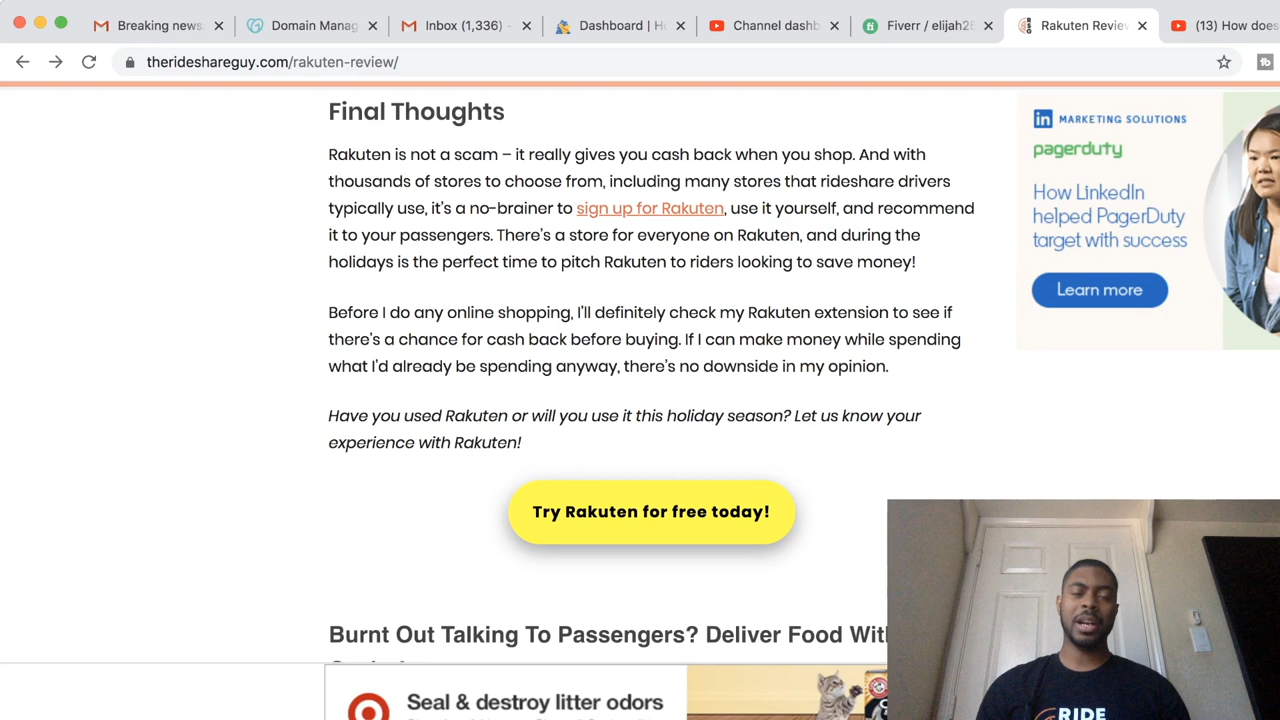 Breaking news:
Domain Manag
Inbox (1,336) -
Dashboard | Ho
Channel dashb
Fiverr / elijah25
Rakuten Review
(13) How does
therideshareguy.com/rakuten-review/
Final Thoughts
Rakuten is not a scam – it really gives you cash back when you shop. And with
thousands of stores to choose from, including many stores that rideshare drivers
typically use, it's a no-brainer to sign up for Rakuten, use it yourself, and recommend
it to your passengers. There's a store for everyone on Rakuten, and during the
holidays is the perfect time to pitch Rakuten to riders looking to save money!
Before I do any online shopping, I'll definitely check my Rakuten extension to see if
there's a chance for cash back before buying. If I can make money while spending
what I'd already be spending anyway, there's no downside in my opinion.
Have you used Rakuten or will you use it this holiday season? Let us know your
experience with Rakuten!
Try Rakuten for free today!
Burnt Out Talking To Passengers? Deliver Food With
in MARKETING SOLUTIONS
pagerduty
How LinkedIn
helped PagerDuty
target with success
Learn more
Seal & destroy litter odors
RIDE